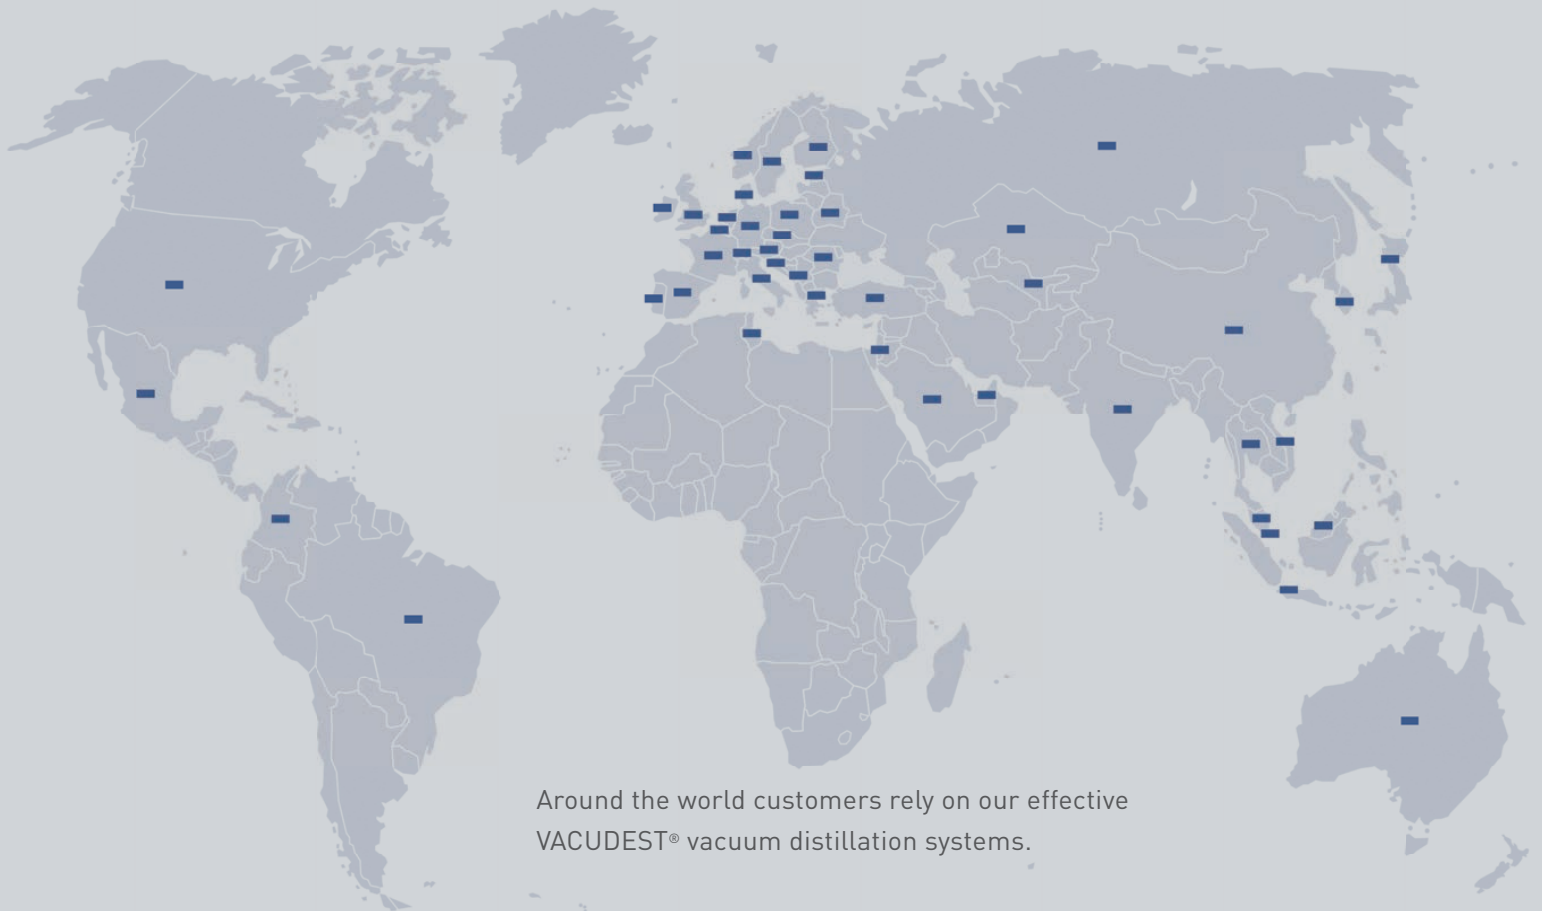 Around the world customers rely on our effective
VACUDEST® vacuum distillation systems.